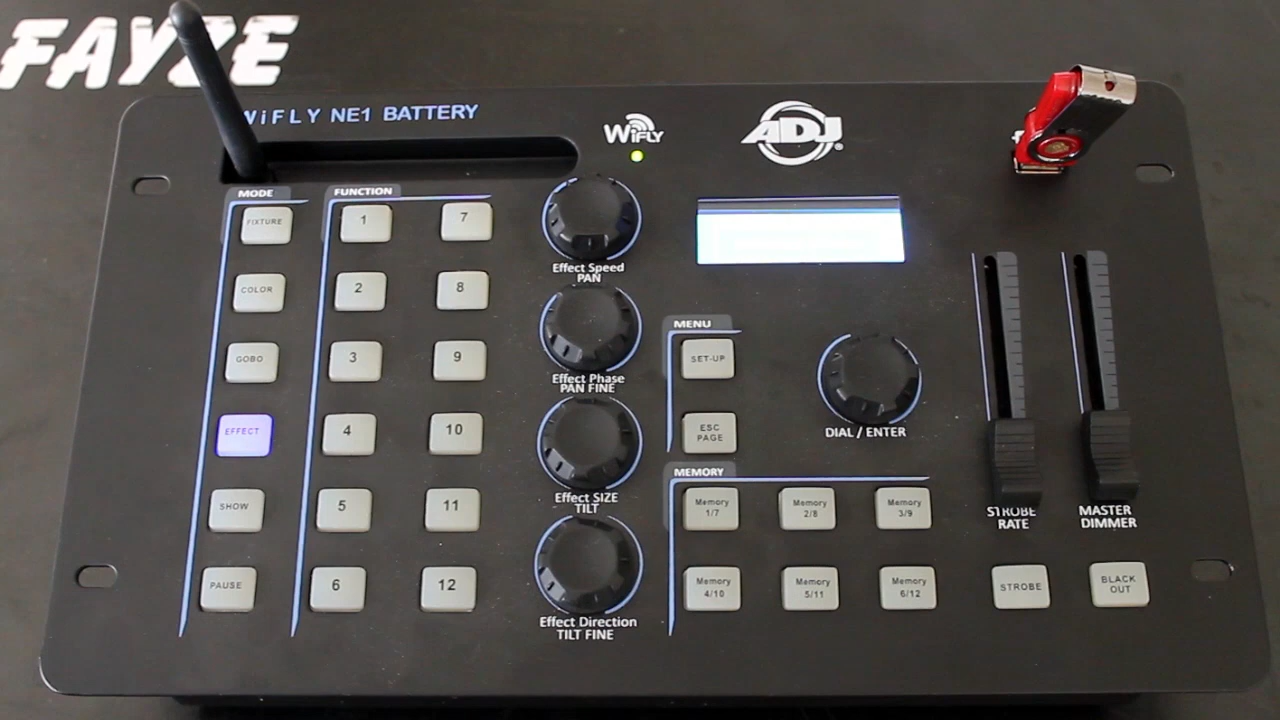 FAYZE
WiFLY NE1 BATTERY
WiFLY
ADJ
MODE
FIXTURE
COLOR
GOBO
EFFECT
SHOW
PAUSE
FUNCTION
1
7
2
8
3
9
4
10
5
11
6
12
Effect Speed
PAN
Effect Phase
PAN FINE
Effect SIZE
TILT
Effect Direction
TILT FINE
MENU
SET-UP
ESC
PAGE
DIAL / ENTER
MEMORY
Memory
1/7
Memory
2/8
Memory
3/9
Memory
4/10
Memory
5/11
Memory
6/12
STROBE
RATE
MASTER
DIMMER
STROBE
BLACK
OUT